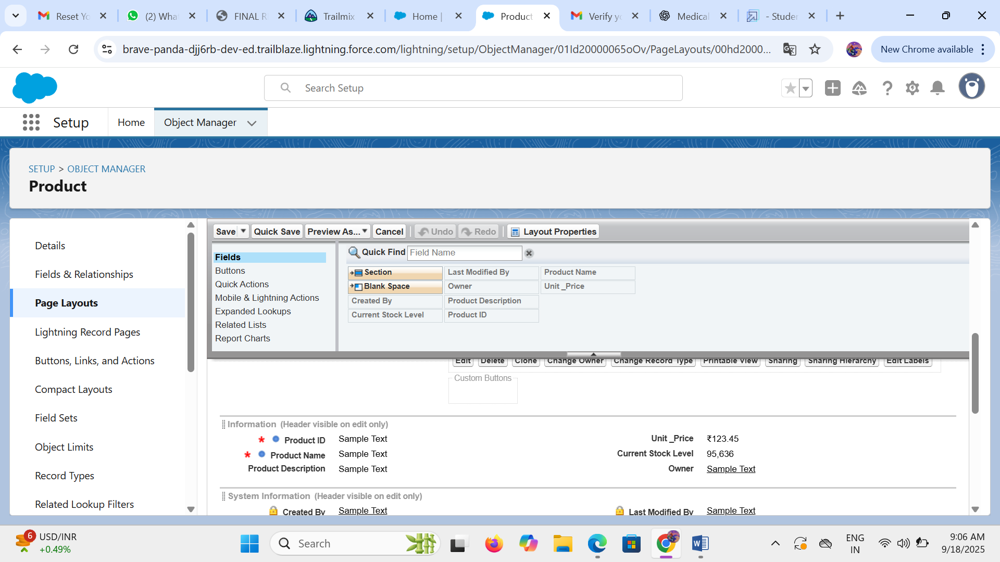 Reset Yo
(2) What
FINAL R
Trailmix
Home |
Product
Verify yo
Medical
- Studen
brave-panda-djj6rb-dev-ed.trailblaze.lightning.force.com/lightning/setup/ObjectManager/01Id20000065oOv/PageLayouts/00hd2000...
New Chrome available
Search Setup
Setup
Home
Object Manager
SETUP > OBJECT MANAGER
Product
Details
Fields & Relationships
Page Layouts
Lightning Record Pages
Buttons, Links, and Actions
Compact Layouts
Field Sets
Object Limits
Record Types
Related Lookup Filters
Save Quick Save Preview As... Cancel Undo Redo Layout Properties
Fields
Buttons
Quick Actions
Mobile & Lightning Actions
Expanded Lookups
Related Lists
Report Charts
Quick Find Field Name
Section Last Modified By Product Name
Blank Space Owner Unit _Price
Created By Product Description
Current Stock Level Product ID
Edit Delete Clone Change Owner Change Record Type Printable View Sharing Sharing Hierarchy Edit Labels
Custom Buttons
Information (Header visible on edit only)
* Product ID Sample Text Unit _Price ₹123.45
* Product Name Sample Text Current Stock Level 95,636
Product Description Sample Text Owner Sample Text
System Information (Header visible on edit only)
Created By Sample Text Last Modified By Sample Text
6
USD/INR
+0.49%
Search
ENG
IN
9:06 AM
9/18/2025